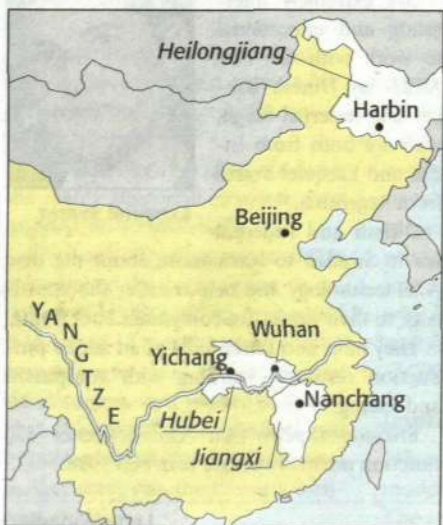 Heilongjiang
Harbin
Beijing
YANGTZE
Wuhan
Yichang
Nanchang
Hubei
Jiangxi